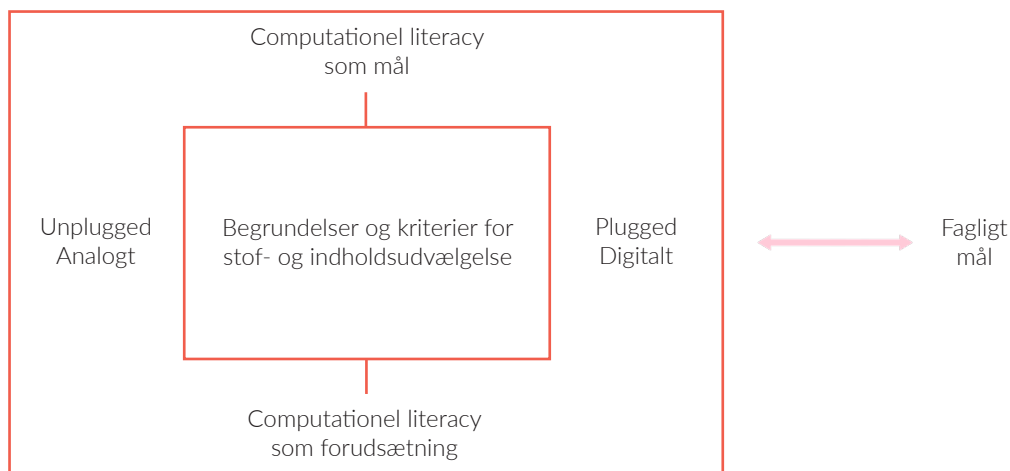 Computationel literacy
som mål
Unplugged
Analogt
Begrundelser og kriterier for
stof- og indholdsudvælgelse
Plugged
Digitalt
Fagligt
mål
Computationel literacy
som forudsætning